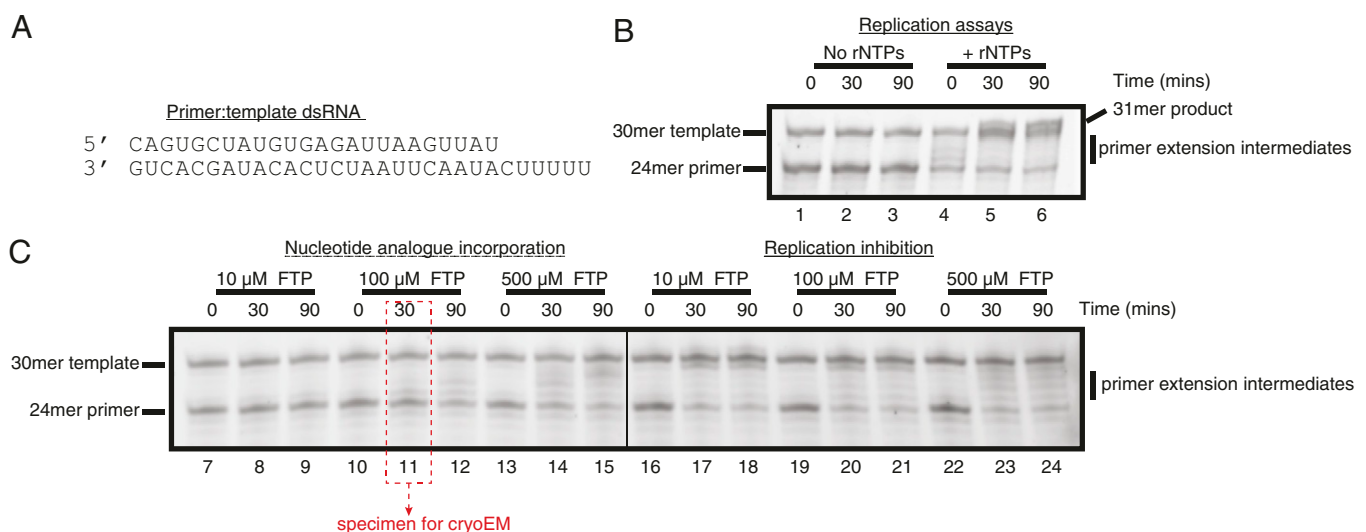 A
Primer:template dsRNA
5’ CAGUGCUAUGUGAGAUUAAGUUAU
3’ GUCACGAUACACUCUAAUUCAAUACUUUUU
B
Replication assays
No rNTPs + rNTPs
0 30 90 0 30 90 Time (mins)
31mer product
30mer template
primer extension intermediates
24mer primer
1 2 3 4 5 6
C
Nucleotide analogue incorporation Replication inhibition
10 µM FTP 100 µM FTP 500 µM FTP 10 µM FTP 100 µM FTP 500 µM FTP
0 30 90 0 30 90 0 30 90 0 30 90 0 30 90 0 30 90 Time (mins)
30mer template
primer extension intermediates
24mer primer
7 8 9 10 11 12 13 14 15 16 17 18 19 20 21 22 23 24
specimen for cryoEM